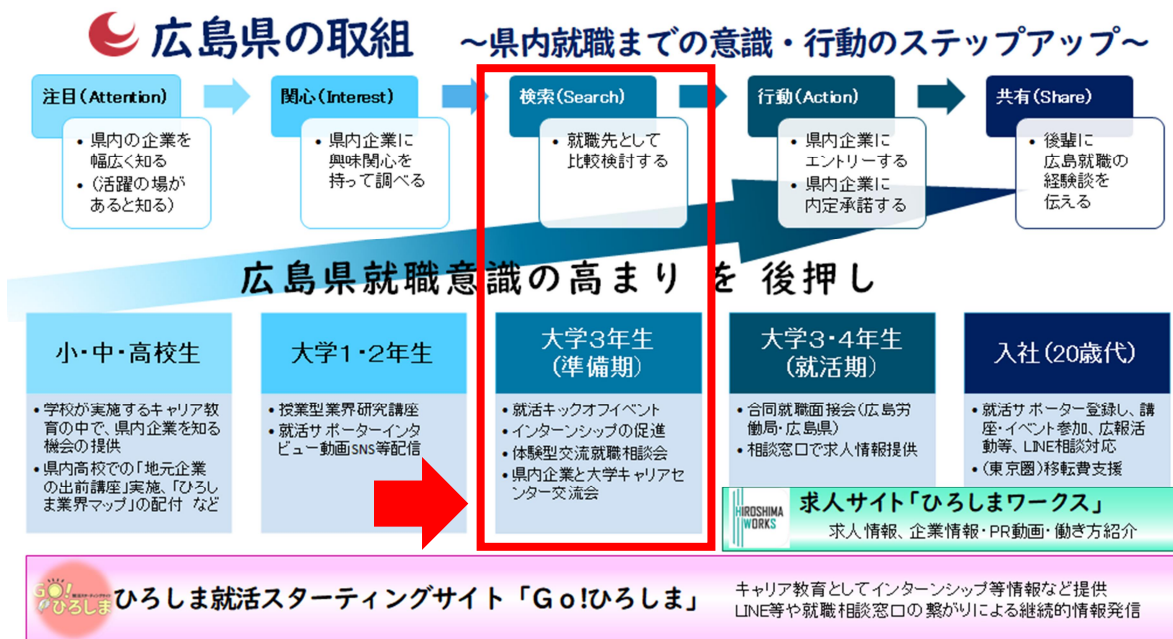 広島県の取組 ~県内就職までの意識・行動のステップアップ~
注目(Attention)
・県内の企業を
幅広く知る
・(活躍の場が
あると知る)
関心(Interest)
・県内企業に
興味関心を
持って調べる
検索(Search)
・就職先として
比較検討する
行動(Action)
・県内企業に
エントリーする
・県内企業に
内定承諾する
共有(Share)
・後輩に
広島就職の
経験談を
伝える
広島県就職意識の高まり を 後押し
小・中・高校生
・学校が実施するキャリア教
育の中で、県内企業を知る
機会の提供
・県内高校での「地元企業
の出前講座」実施、「ひろし
ま業界マップ」の配付 など
大学1・2年生
・授業型業界研究講座
・就活サポーターインタ
ビュー動画SNS等配信
大学3年生
(準備期)
・就活キックオフイベント
・インターンシップの促進
・体験型交流就職相談会
・県内企業と大学キャリアセ
ンター交流会
大学3・4年生
(就活期)
・合同就職面接会(広島労
働局・広島県)
・相談窓口で求人情報提供
入社(20歳代)
・就活サポーター登録し、講
座・イベント参加、広報活
動等、LINE相談対応
・(東京圏)移転費支援
HIROSHIMA
WORKS
求人サイト「ひろしまワークス」
求人情報、企業情報・PR動画・働き方紹介
GO!
ひろしま
ひろしま就活スターティングサイト「Go!ひろしま」
キャリア教育としてインターンシップ等情報など提供
LINE等や就職相談窓口の繋がりによる継続的情報発信